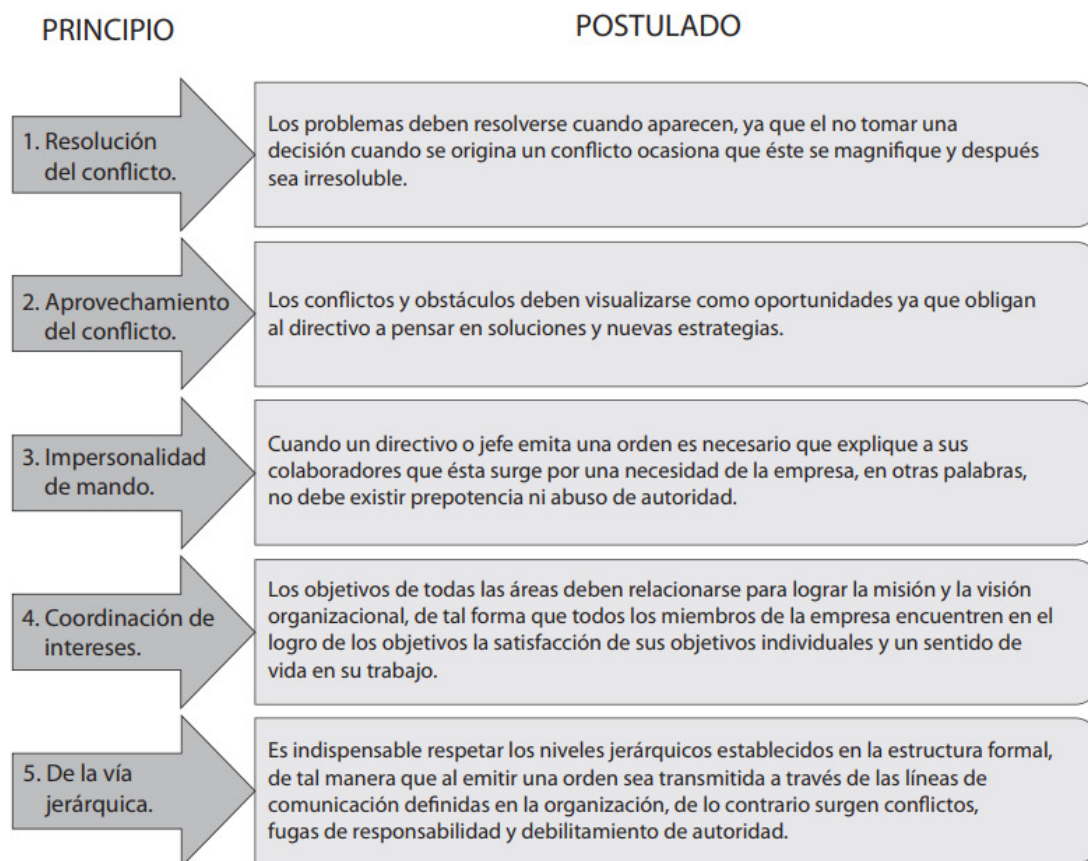 PRINCIPIO
POSTULADO
1. Resolución
del conflicto.
Los problemas deben resolverse cuando aparecen, ya que el no tomar una
decisión cuando se origina un conflicto ocasiona que éste se magnifique y después
sea irresoluble.
2. Aprovechamiento
del conflicto.
Los conflictos y obstáculos deben visualizarse como oportunidades ya que obligan
al directivo a pensar en soluciones y nuevas estrategias.
3. Impersonalidad
de mando.
Cuando un directivo o jefe emita una orden es necesario que explique a sus
colaboradores que ésta surge por una necesidad de la empresa, en otras palabras,
no debe existir prepotencia ni abuso de autoridad.
4. Coordinación de
intereses.
Los objetivos de todas las áreas deben relacionarse para lograr la misión y la visión
organizacional, de tal forma que todos los miembros de la empresa encuentren en el
logro de los objetivos la satisfacción de sus objetivos individuales y un sentido de
vida en su trabajo.
5. De la vía
jerárquica.
Es indispensable respetar los niveles jerárquicos establecidos en la estructura formal,
de tal manera que al emitir una orden sea transmitida a través de las líneas de
comunicación definidas en la organización, de lo contrario surgen conflictos,
fugas de responsabilidad y debilitamiento de autoridad.